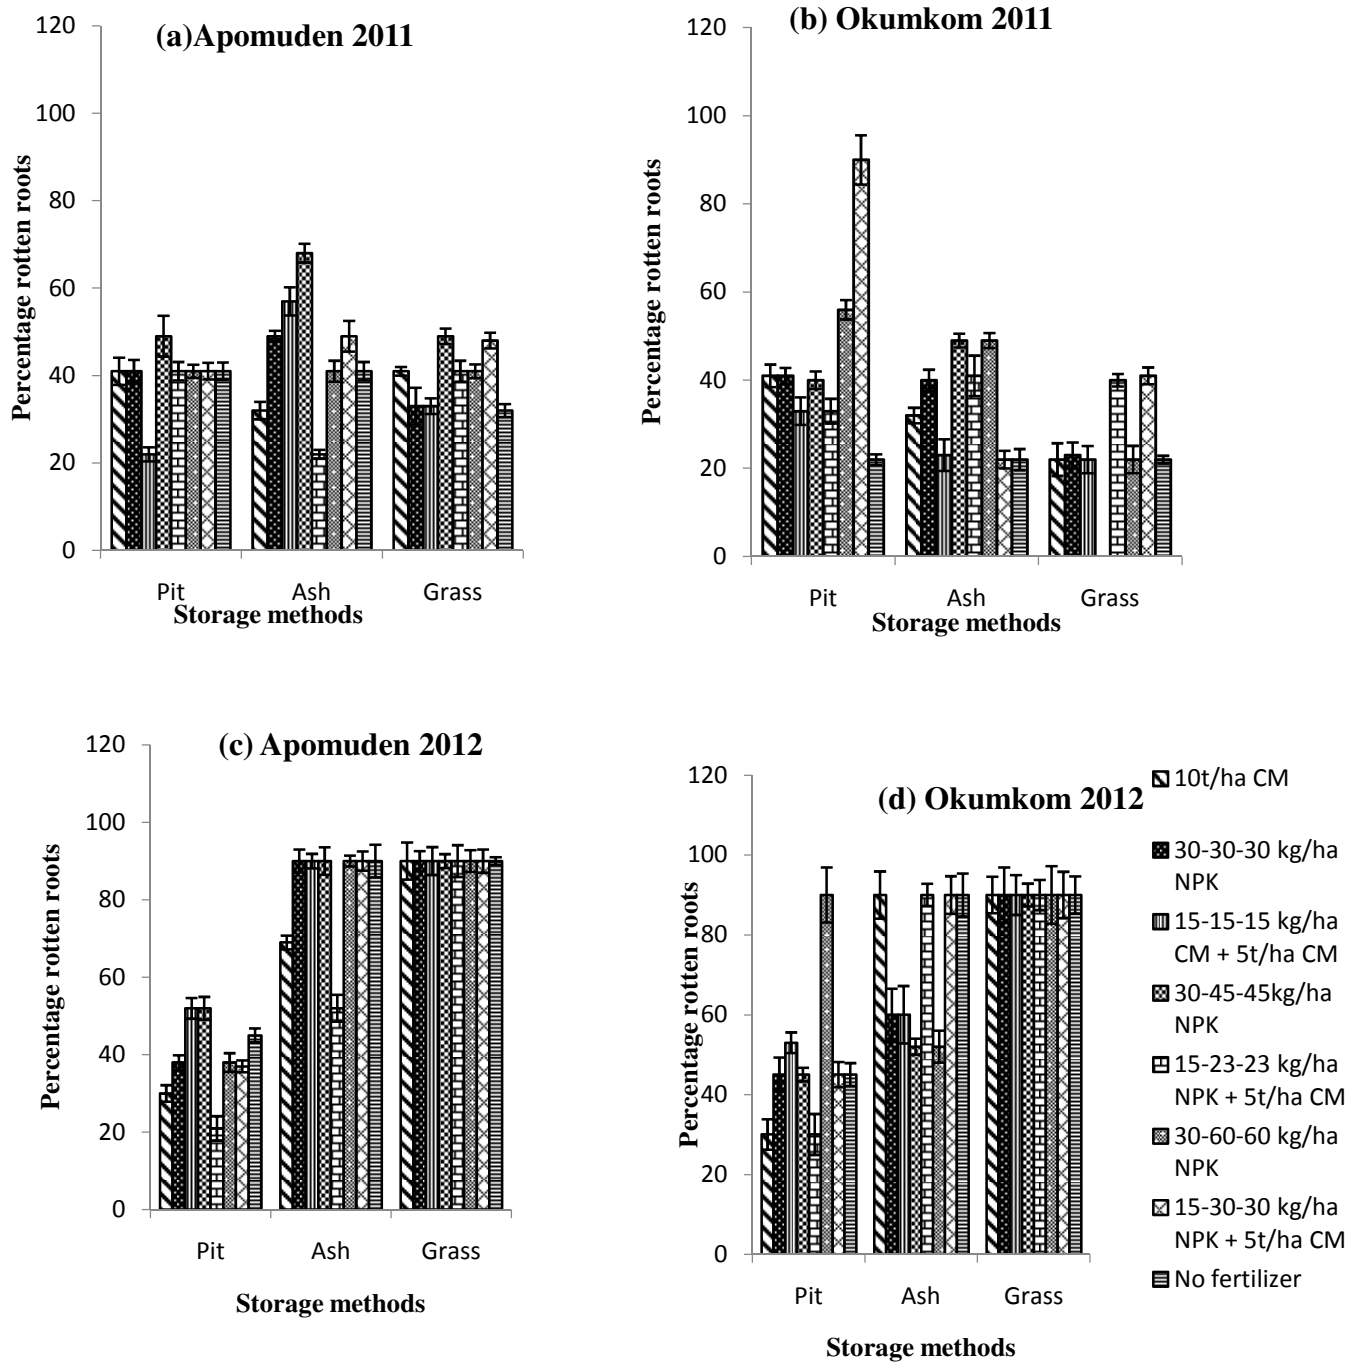 (a)Apomuden 2011
120
100
80
60
40
20
0
Percentage rotten roots
Pit Ash Grass
Storage methods
(b) Okumkom 2011
120
100
80
60
40
20
0
Percentage rotten roots
Pit Ash Grass
Storage methods
(c) Apomuden 2012
120
100
80
60
40
20
0
Percentage rotten roots
Pit Ash Grass
Storage methods
(d) Okumkom 2012
120
100
80
60
40
20
0
Percentage rotten roots
Pit Ash Grass
Storage methods
10t/ha CM
30-30-30 kg/ha
NPK
15-15-15 kg/ha
CM + 5t/ha CM
30-45-45kg/ha
NPK
15-23-23 kg/ha
NPK + 5t/ha CM
30-60-60 kg/ha
NPK
15-30-30 kg/ha
NPK + 5t/ha CM
No fertilizer